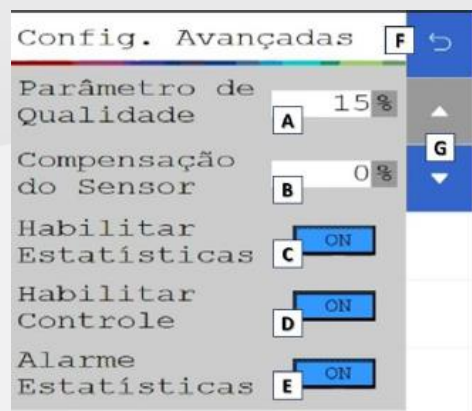 Config. Avançadas F
Parâmetro de
Qualidade A 15 %
G
Compensação
do Sensor B 0 %
Habilitar
Estatísticas C ON
Habilitar
Controle D ON
Alarme
Estatísticas E ON